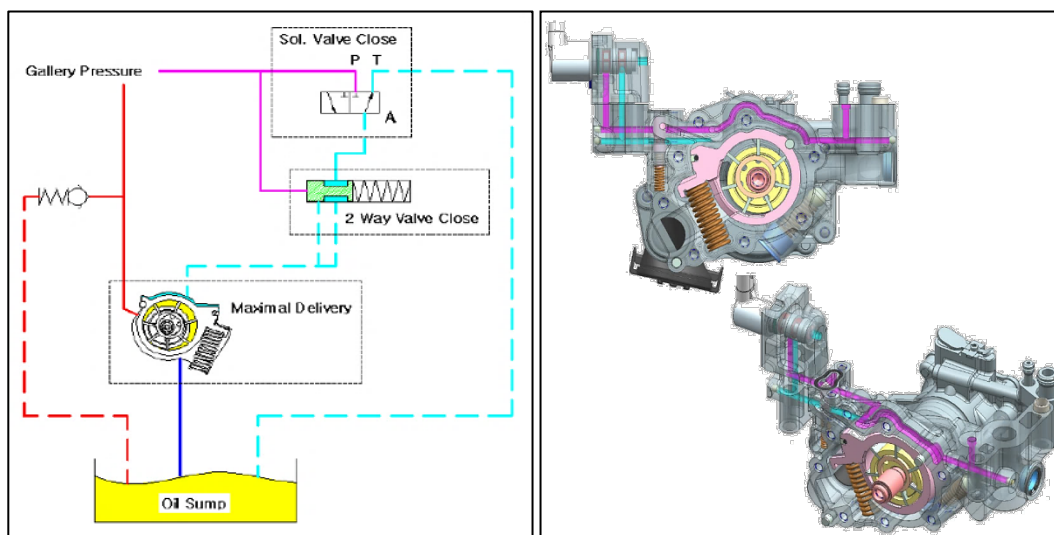 Sol. Valve Close
P T
Gallery Pressure
A
2 Way Valve Close
Maximal Delivery
Oil Sump